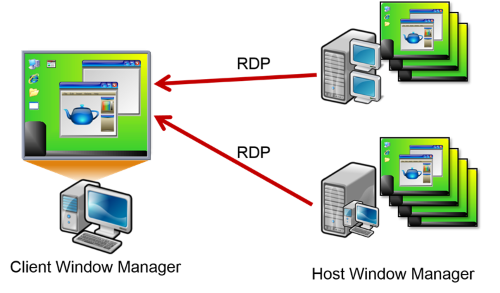 RDP
RDP
Client Window Manager
Host Window Manager